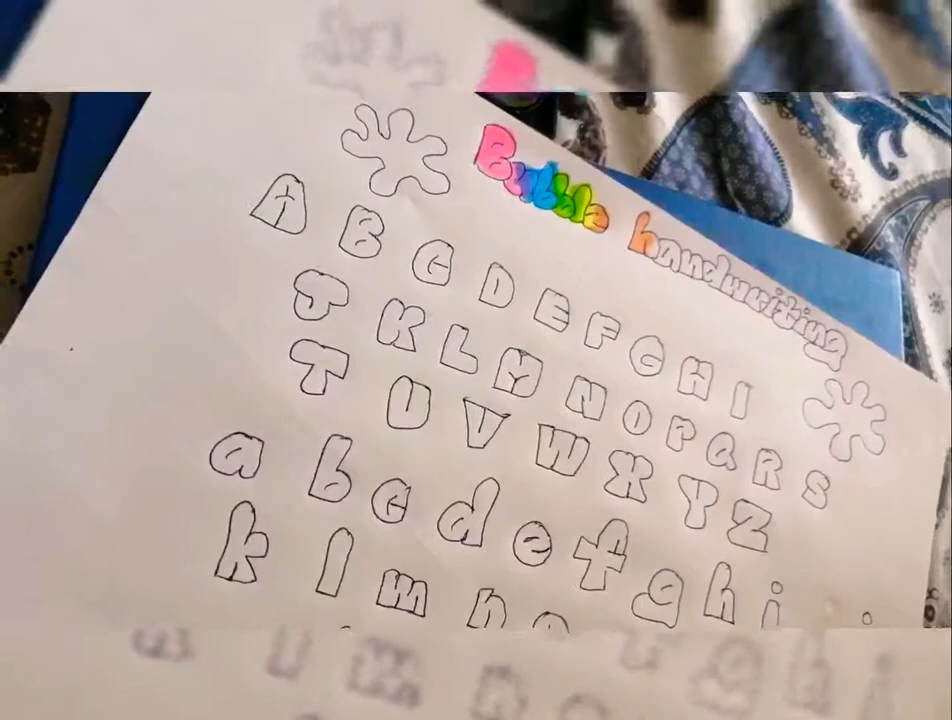 Bubble handwriting
A B C D E F G H I
J K L M N O P Q R S
T U V W X Y Z
a b c d e f g h i
k l m n